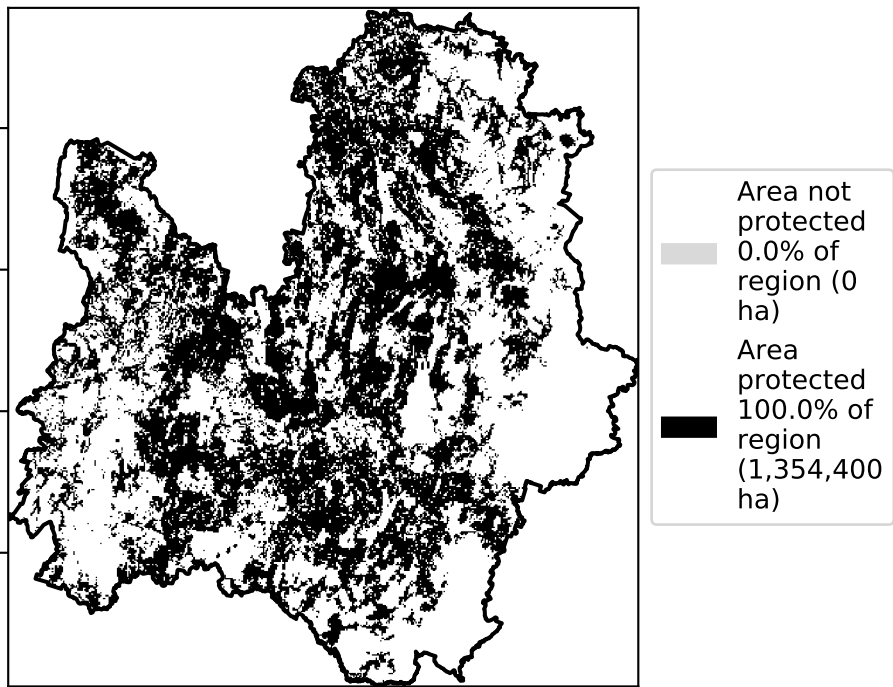 Area not
protected
0.0% of
region (0
ha)
Area
protected
100.0% of
region
(1,354,400
ha)